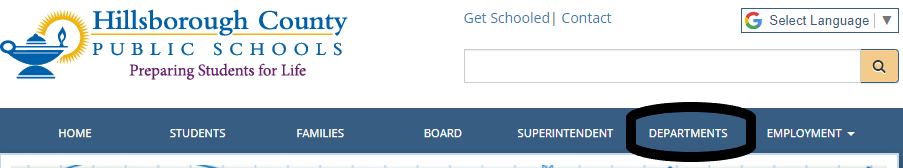 Hillsborough County
PUBLIC SCHOOLS
Preparing Students for Life
Get Schooled| Contact
Select Language
HOME STUDENTS FAMILIES BOARD SUPERINTENDENT DEPARTMENTS EMPLOYMENT